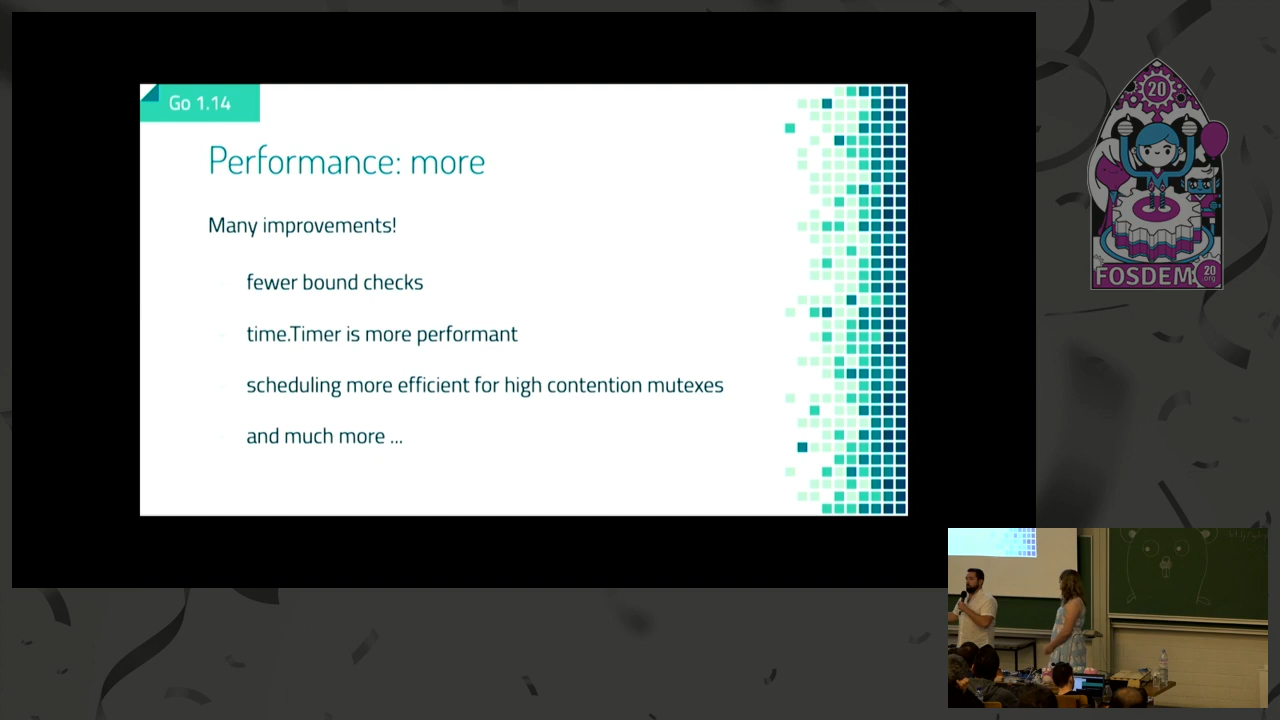 Go 1.14
Performance: more
Many improvements!
fewer bound checks
time.Timer is more performant
scheduling more efficient for high contention mutexes
and much more ...
20
FOSDEM
20
.org